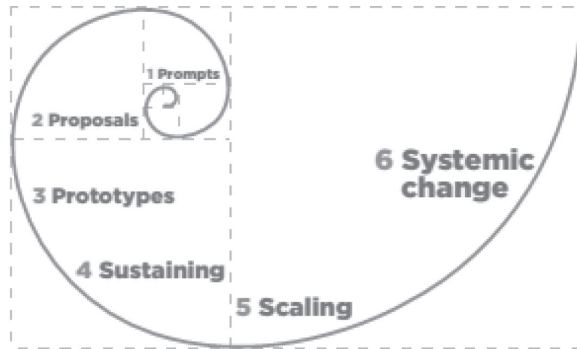 1 Prompts
2 Proposals
3 Prototypes
4 Sustaining
5 Scaling
6 Systemic
change